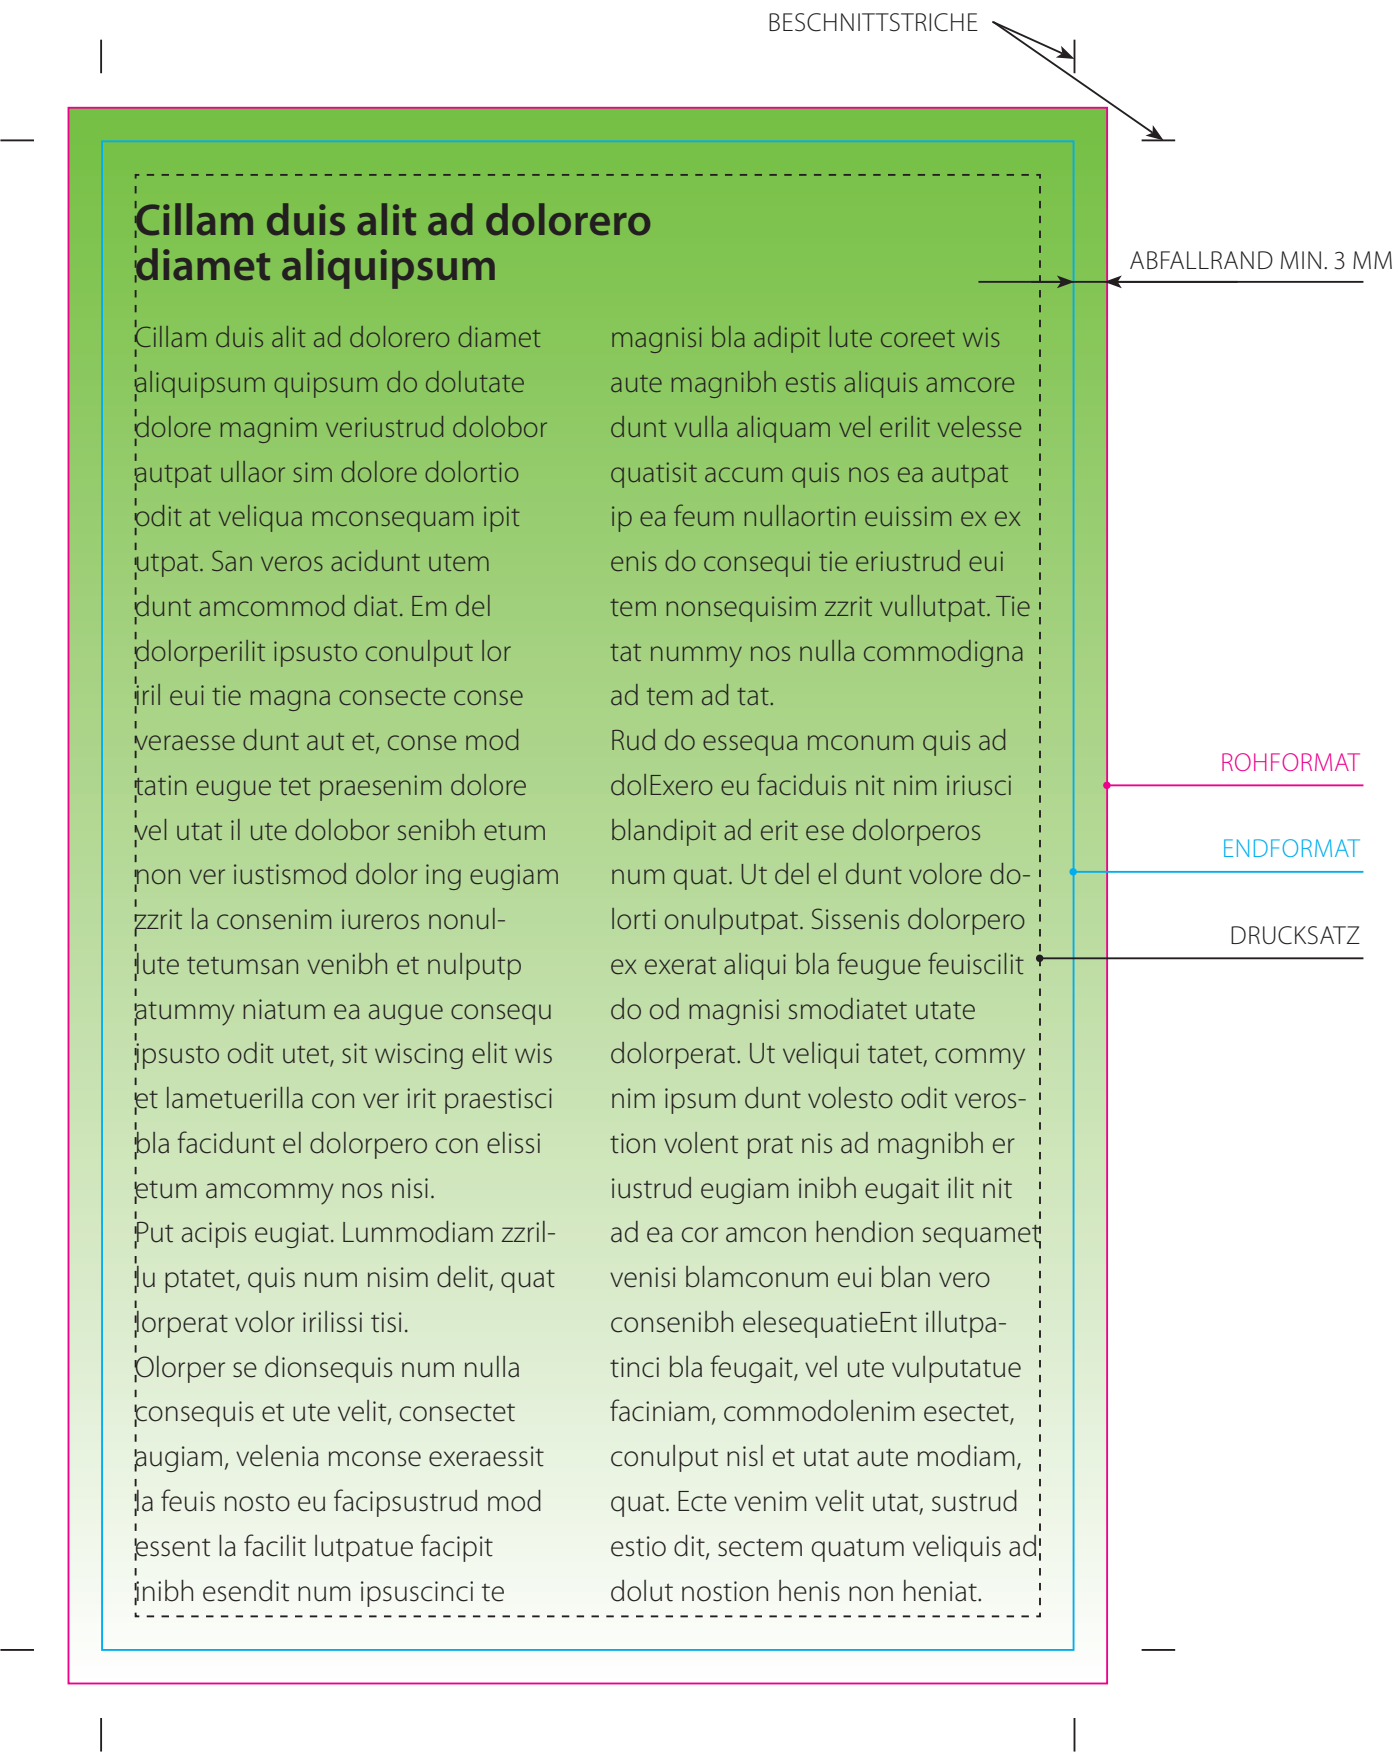 BESCHNITTSTRICHE
Cillam duis alit ad dolorero
diamet aliquipsum
ABFALLRAND MIN. 3 MM
Cillam duis alit ad dolorero diamet
aliquipsum quipsum do dolutate
dolore magnim veriustrud dolobor
autpat ullaor sim dolore dolortio
odit at veliqua mconsequam ipit
utpat. San veros acidunt utem
dunt amcommod diat. Em del
dolorperilit ipsusto conulput lor
iril eui tie magna consecte conse
veraesse dunt aut et, conse mod
tatin eugue tet praesenim dolore
vel utat il ute dolobor senibh etum
non ver iustismod dolor ing eugiam
zzrit la consenim iureros nonul-
lute tetumsan venibh et nulputp
atummy niatum ea augue consequ
ipsusto odit utet, sit wiscing elit wis
et lametuerilla con ver irit praestisci
bla facidunt el dolorpero con elissi
etum amcommy nos nisi.
Put acipis eugiat. Lummodiam zzril-
lu ptatet, quis num nisim delit, quat
lorperat volor irilissi tisi.
Olorper se dionsequis num nulla
consequis et ute velit, consectet
augiam, velenia mconse exeraessit
la feuis nosto eu facipsustrud mod
essent la facilit lutpatue facipit
inibh esendit num ipsuscinci te
magnisi bla adipit lute coreet wis
aute magnibh estis aliquis amcore
dunt vulla aliquam vel erilit velesse
quatisit accum quis nos ea autpat
ip ea feum nullaortin euissim ex ex
enis do consequi tie eriustrud eui
tem nonsequisim zzrit vullutpat. Tie
tat nummy nos nulla commodigna
ad tem ad tat.
Rud do essequa mconum quis ad
dolExero eu faciduis nit nim iriusci
blandipit ad erit ese dolorperos
num quat. Ut del el dunt volore do-
lorti onulputpat. Sissenis dolorpero
ex exerat aliqui bla feugue feuiscilit
do od magnisi smodiatet utate
dolorperat. Ut veliqui tatet, commy
nim ipsum dunt volesto odit veros-
tion volent prat nis ad magnibh er
iustrud eugiam inibh eugait ilit nit
ad ea cor amcon hendion sequamet
venisi blamconum eui blan vero
consenibh elesequatieEnt illutpa-
tinci bla feugait, vel ute vulputatue
faciniam, commodolenim esectet,
conulput nisl et utat aute modiam,
quat. Ecte venim velit utat, sustrud
estio dit, sectem quatum veliquis ad
dolut nostion henis non heniat.
ROHFORMAT
ENDFORMAT
DRUCKSATZ